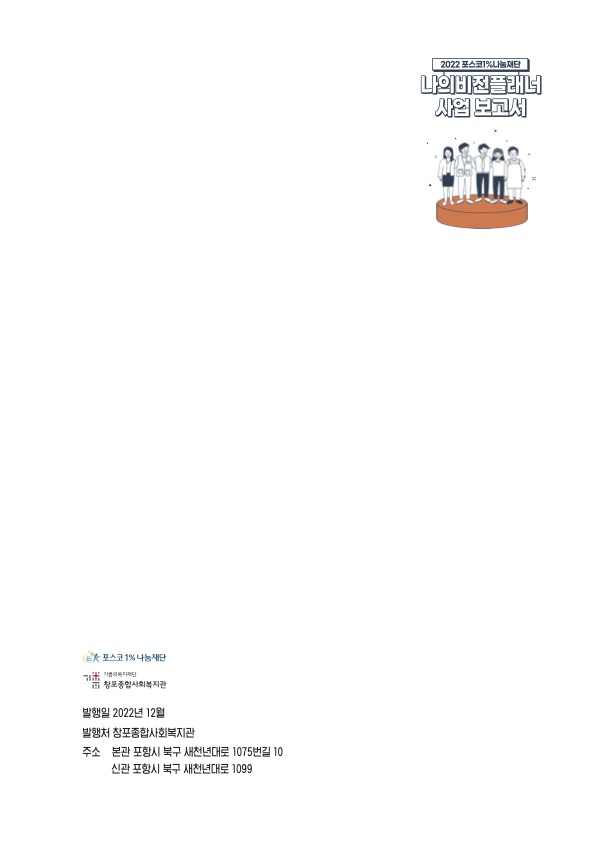 2022 포스코1%나눔재단
나의비전플래너
사업 보고서
포스코 1% 나눔재단
기쁨의복지재단
창포종합사회복지관
발행일 2022년 12월
발행처 창포종합사회복지관
주소 본관 포항시 북구 새천년대로 1075번길 10
신관 포항시 북구 새천년대로 1099